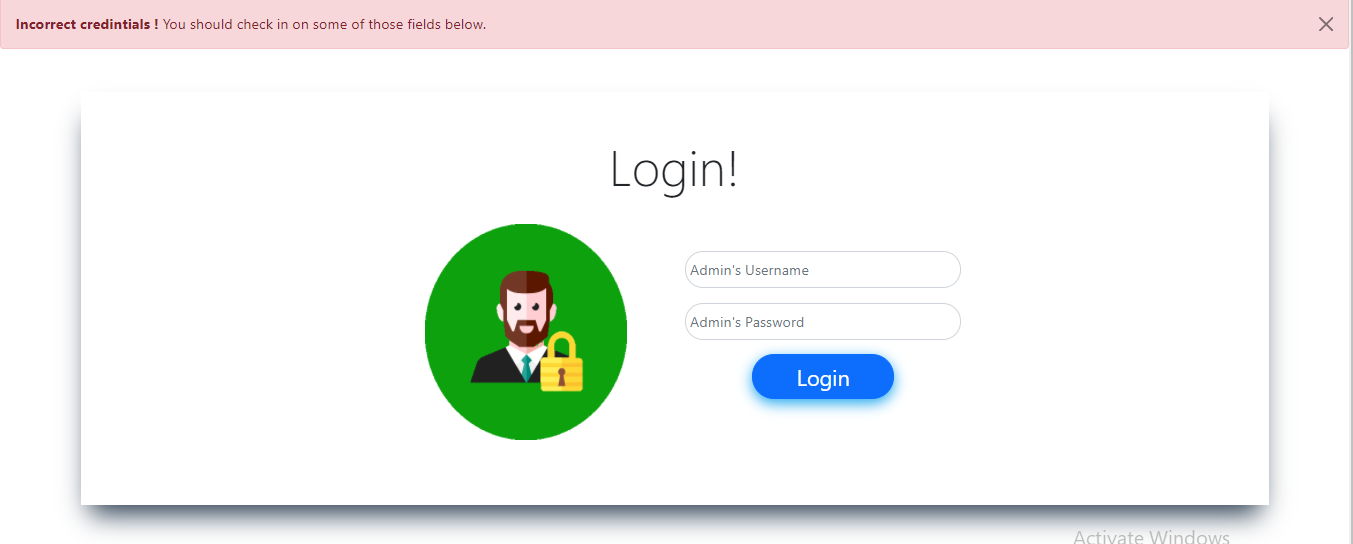 Incorrect credintials ! You should check in on some of those fields below.
Login!
Admin's Username
Admin's Password
Login
Activate Windows